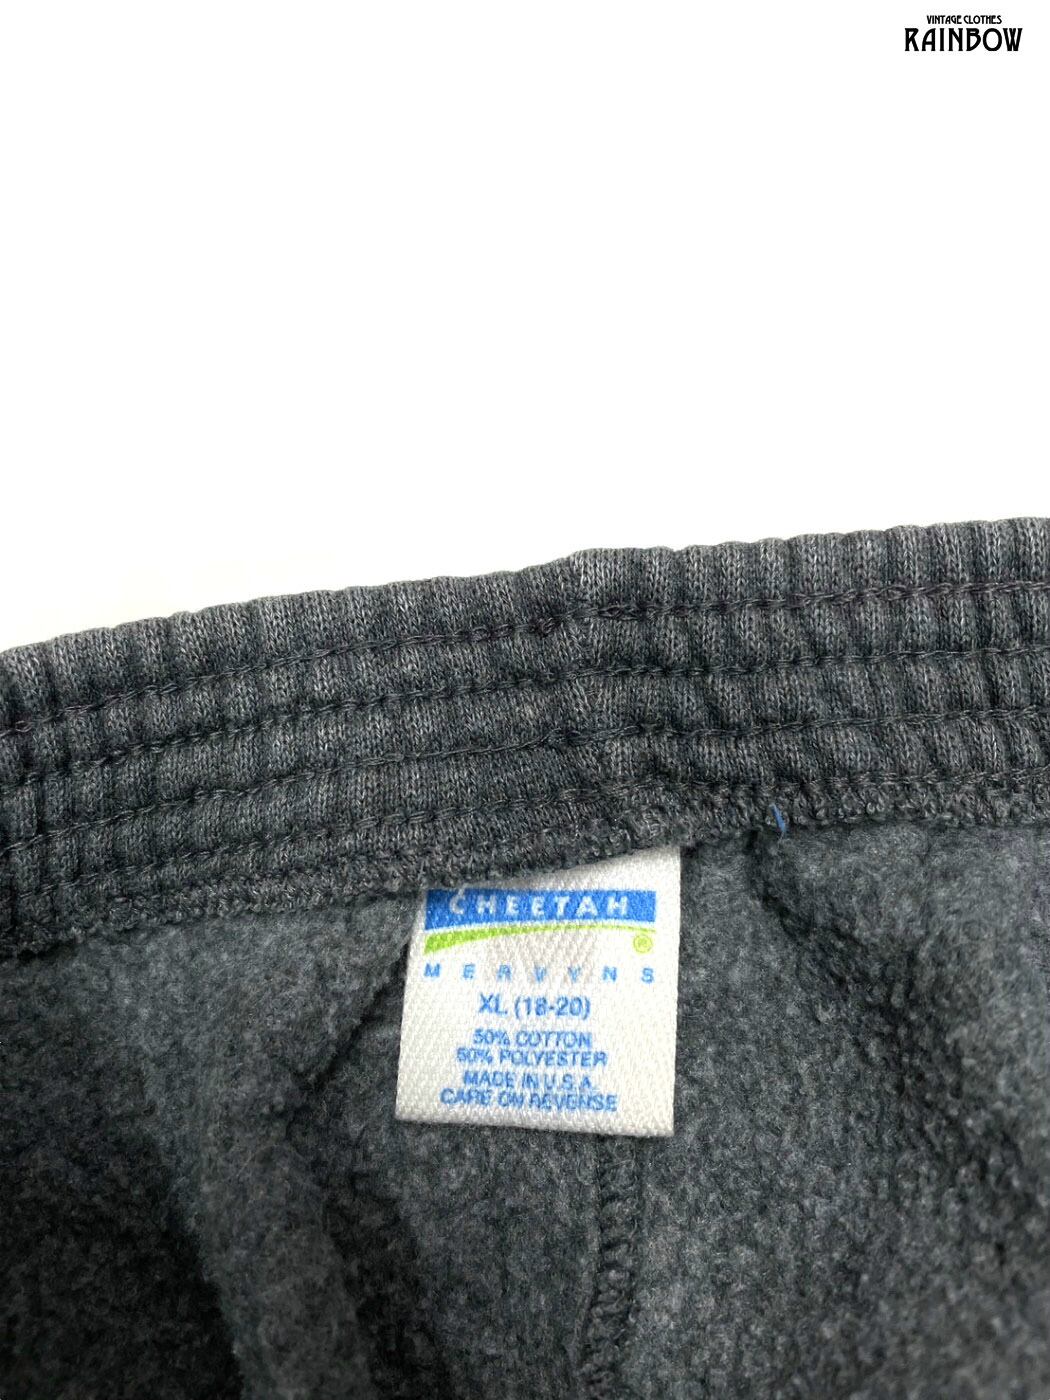 VINTAGE CLOTHES
RAINBOW
CHEETAH
®
MERVYNS
XL (18-20)
50% COTTON
50% POLYESTER
MADE IN U.S.A.
CARE ON REVERSE